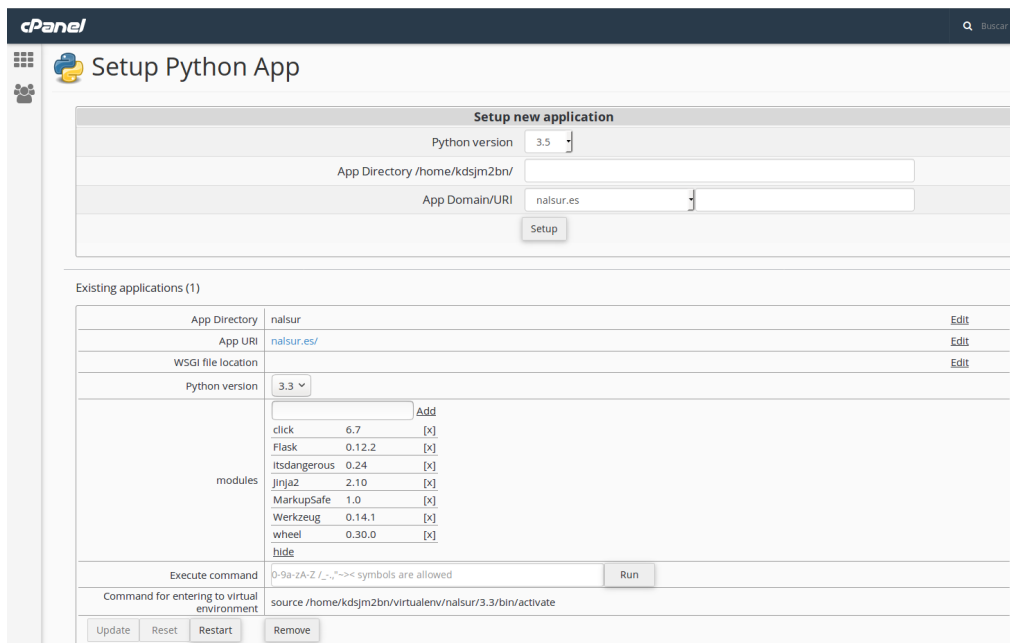 cPanel
Buscar
Setup Python App
Setup new application
Python version 3.5
App Directory /home/kdsjm2bn/
App Domain/URI nalsur.es
Setup
Existing applications (1)
App Directory nalsur Edit
App URI nalsur.es/ Edit
WSGI file location Edit
Python version 3.3
modules
Add
click 6.7 [x]
Flask 0.12.2 [x]
itsdangerous 0.24 [x]
Jinja2 2.10 [x]
MarkupSafe 1.0 [x]
Werkzeug 0.14.1 [x]
wheel 0.30.0 [x]
hide
Execute command 0-9a-zA-Z /_-.,"~>< symbols are allowed Run
Command for entering to virtual
environment source /home/kdsjm2bn/virtualenv/nalsur/3.3/bin/activate
Update Reset Restart Remove